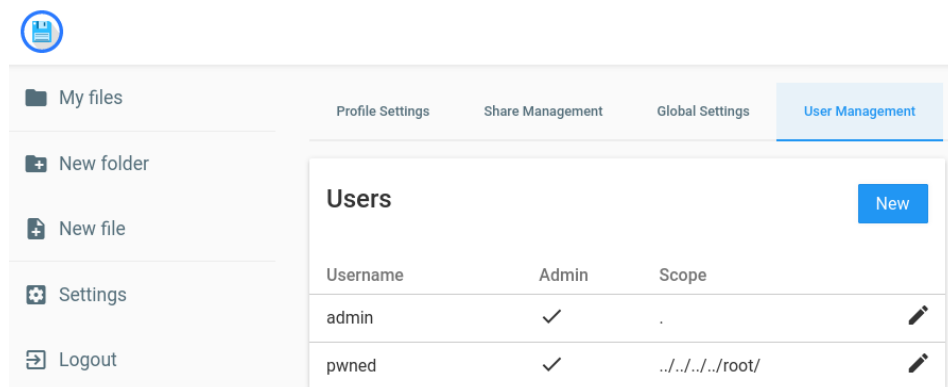 My files
New folder
New file
Settings
Logout
Profile Settings Share Management Global Settings User Management
Users New
Username Admin Scope
admin .
pwned ../../../../root/